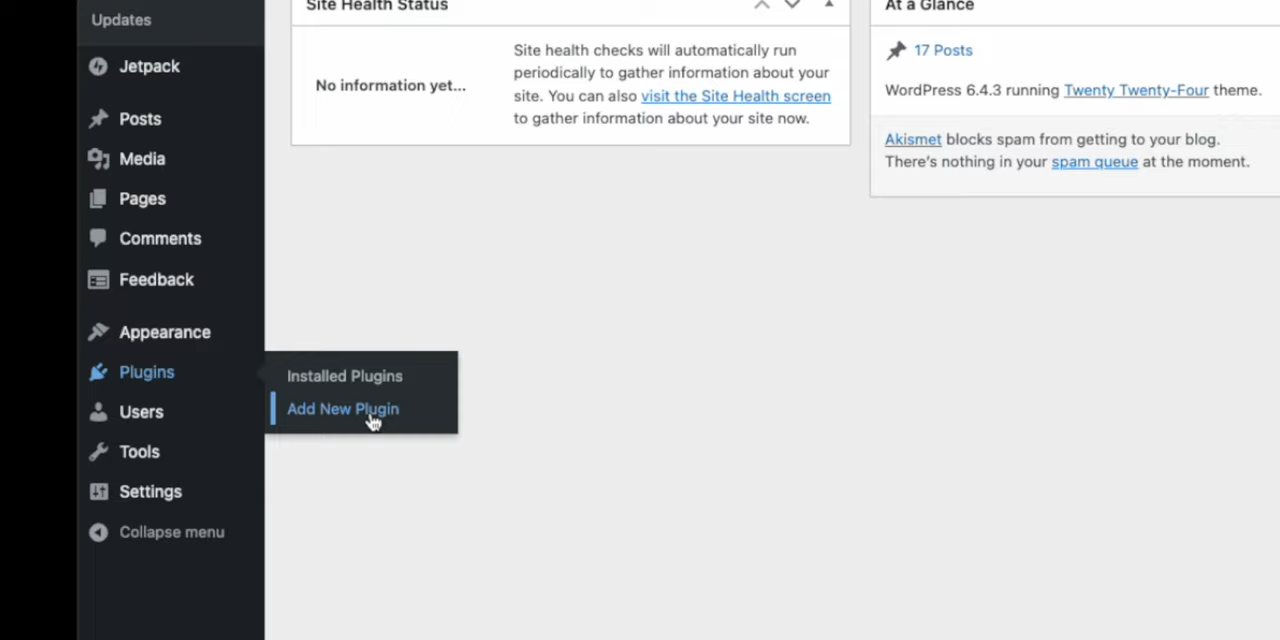 Updates
Jetpack
Posts
Media
Pages
Comments
Feedback
Appearance
Plugins
Installed Plugins
Add New Plugin
Users
Tools
Settings
Collapse menu
Site Health Status
No information yet...
Site health checks will automatically run
periodically to gather information about your
site. You can also visit the Site Health screen
to gather information about your site now.
At a Glance
17 Posts
WordPress 6.4.3 running Twenty Twenty-Four theme.
Akismet blocks spam from getting to your blog.
There's nothing in your spam queue at the moment.